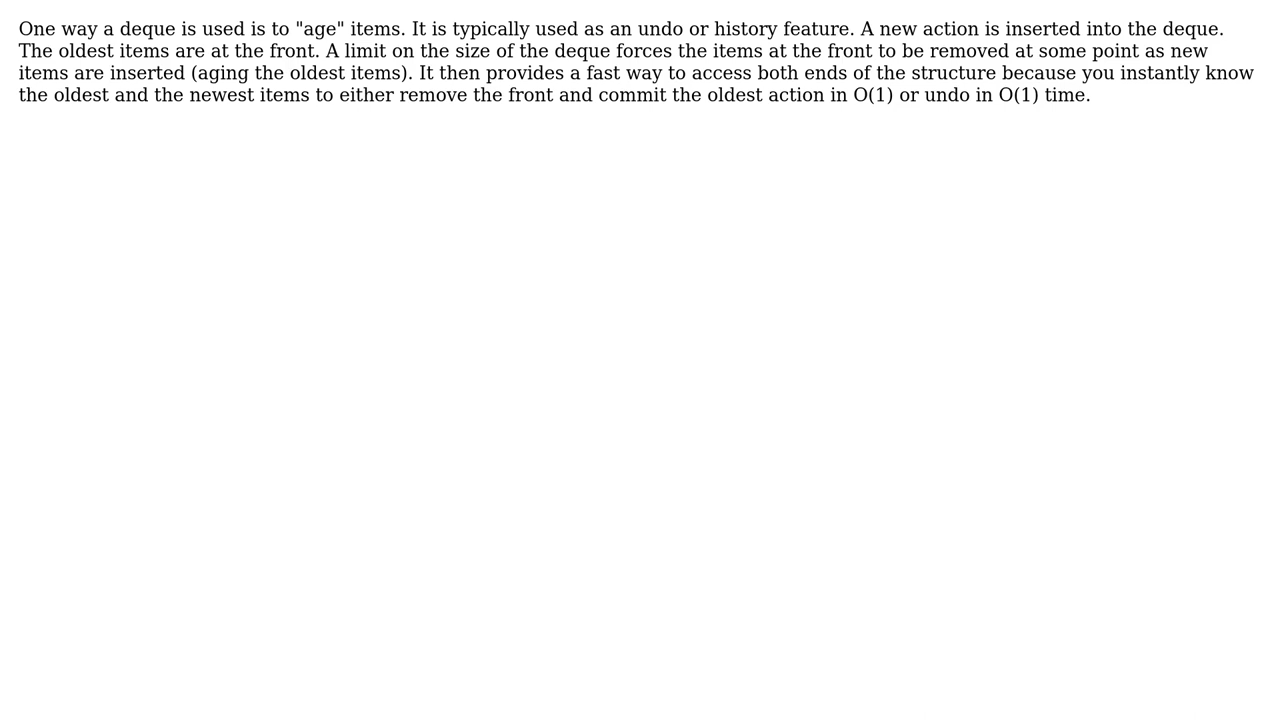 One way a deque is used is to "age" items. It is typically used as an undo or history feature. A new action is inserted into the deque.
The oldest items are at the front. A limit on the size of the deque forces the items at the front to be removed at some point as new
items are inserted (aging the oldest items). It then provides a fast way to access both ends of the structure because you instantly know
the oldest and the newest items to either remove the front and commit the oldest action in O(1) or undo in O(1) time.